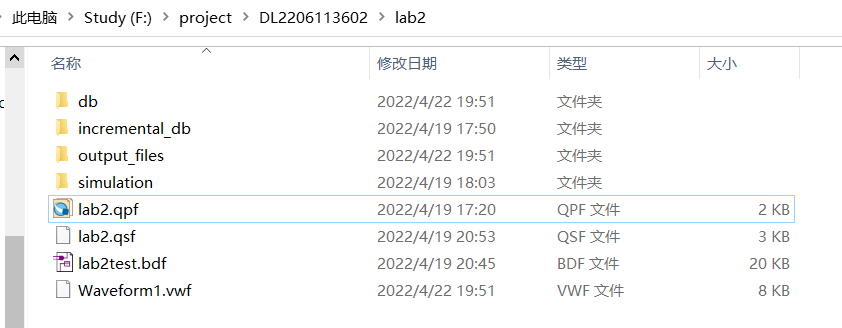 此电脑 > Study (F:) > project > DL2206113602 > lab2
名称 修改日期 类型 大小
db 2022/4/22 19:51 文件夹
incremental_db 2022/4/19 17:50 文件夹
output_files 2022/4/22 19:51 文件夹
simulation 2022/4/19 18:03 文件夹
lab2.qpf 2022/4/19 17:20 QPF 文件 2 KB
lab2.qsf 2022/4/19 20:53 QSF 文件 3 KB
lab2test.bdf 2022/4/19 20:45 BDF 文件 20 KB
Waveform1.vwf 2022/4/22 19:51 VWF 文件 8 KB